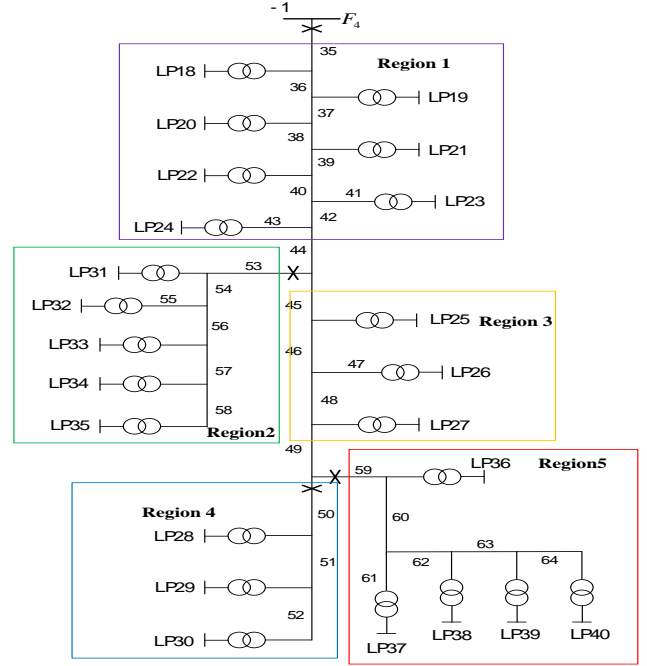 - 1
F4
35
Region 1
LP18
36
LP19
37
LP20
38
LP21
39
LP22
40
41
LP23
42
43
LP24
44
53
LP31
54
55
LP32
45
LP25 Region 3
56
LP33
46
47
LP26
57
LP34
48
58
LP35
Region2
LP27
49
59
LP36
Region5
Region 4
50
60
LP28
63
51
62
64
61
LP29
52
LP30
LP37
LP38
LP39
LP40